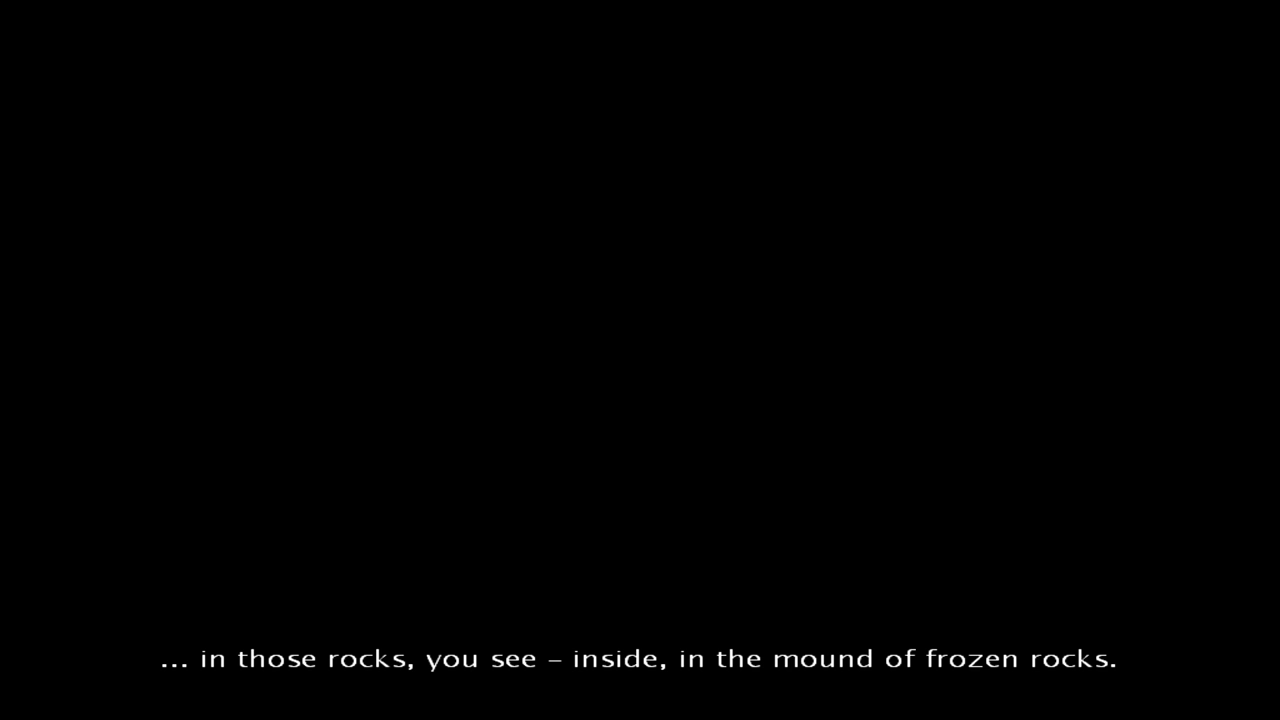 ... in those rocks, you see – inside, in the mound of frozen rocks.